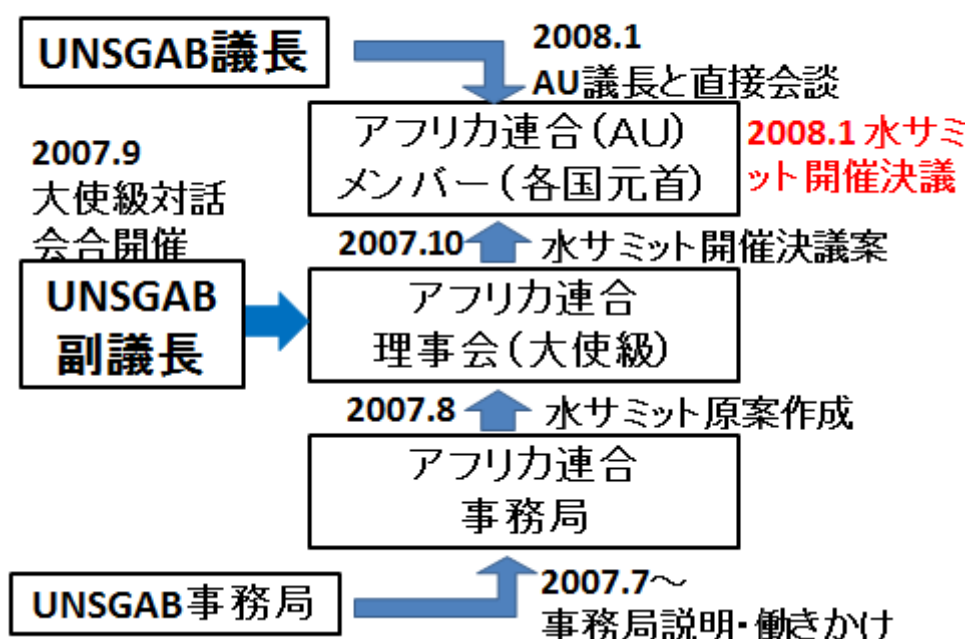 UNSGAB議長
2008.1
AU議長と直接会談
アフリカ連合(AU)
メンバー(各国元首)
2008.1 水サミ
ット開催決議
2007.9
大使級対話
会合開催
2007.10
水サミット開催決議案
UNSGAB
副議長
アフリカ連合
理事会(大使級)
2007.8
水サミット原案作成
アフリカ連合
事務局
UNSGAB事務局
2007.7～
事務局説明・働きかけ